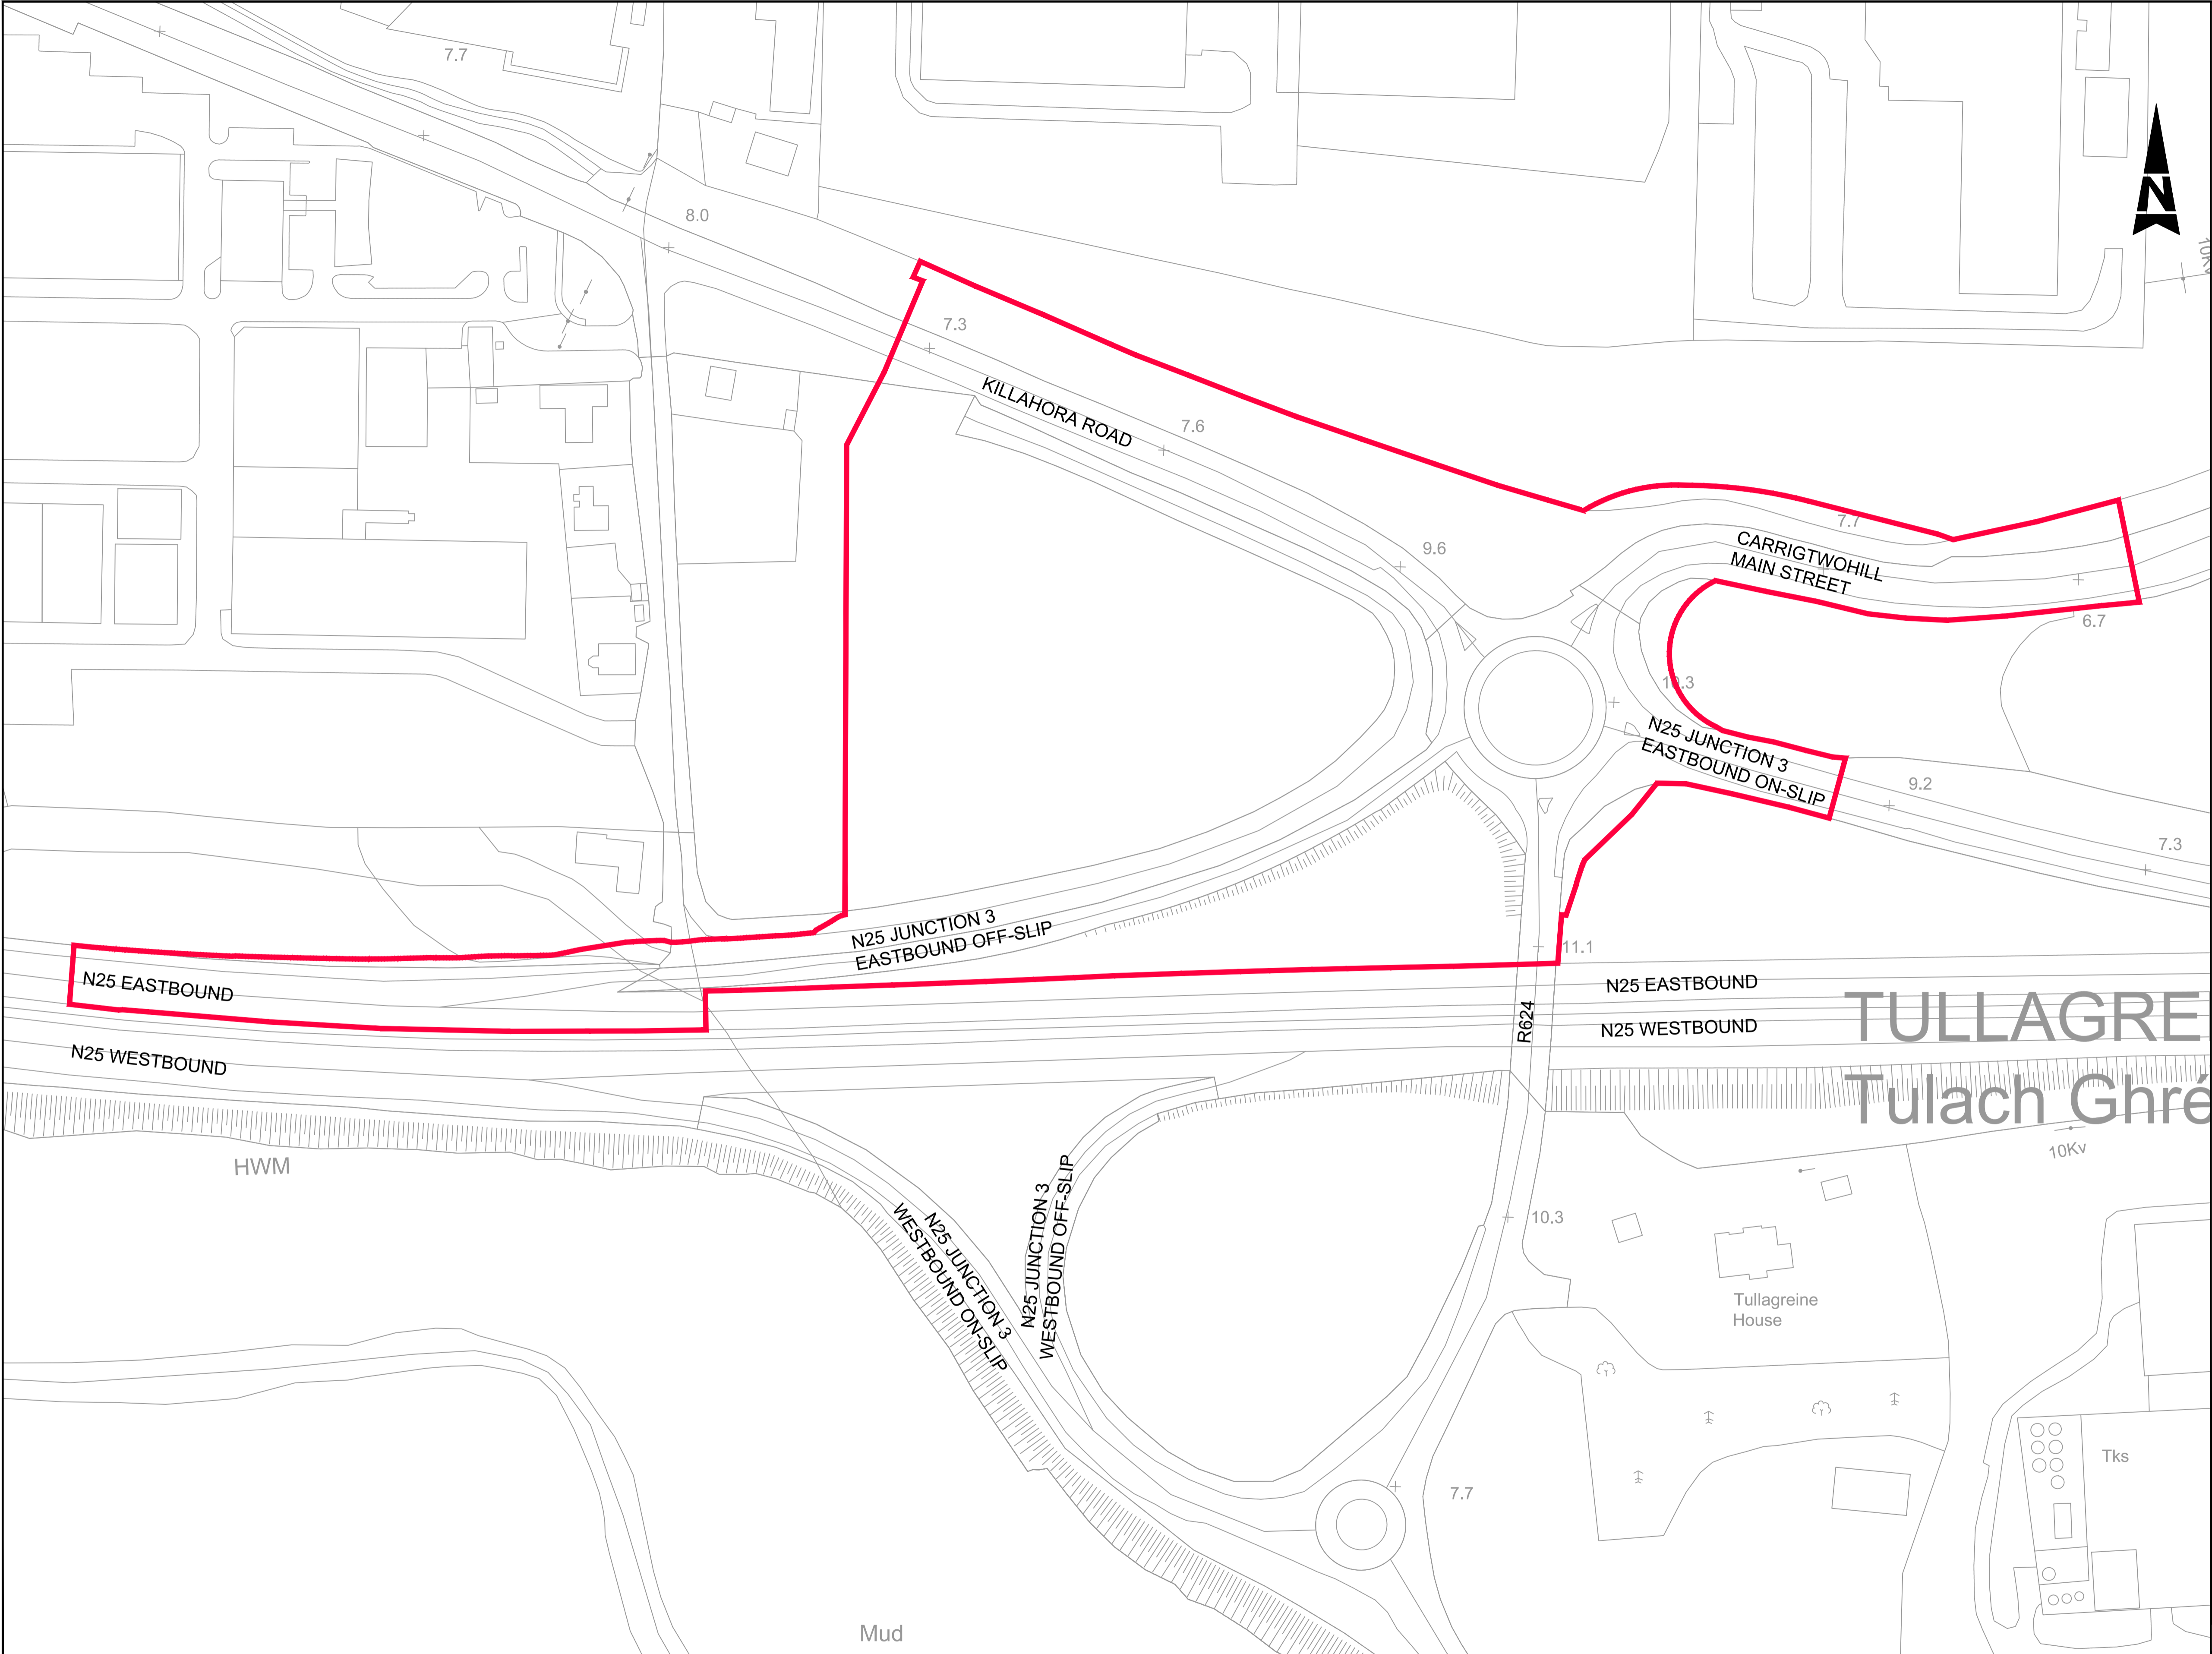 7.7
N
8.0
10Kv
7.3
KILLAHORA ROAD
7.6
9.6
7.7
CARRIGTWOHILL
MAIN STREET
6.7
10.3
N25 JUNCTION 3
EASTBOUND ON-SLIP
9.2
7.3
N25 JUNCTION 3
EASTBOUND OFF-SLIP
11.1
N25 EASTBOUND
N25 EASTBOUND
R624
N25 WESTBOUND
TULLAGRE
N25 WESTBOUND
Tulach Ghré
10Kv
HWM
N25 JUNCTION 3
WESTBOUND ON-SLIP
N25 JUNCTION 3
WESTBOUND OFF-SLIP
10.3
Tullagreine
House
Tks
7.7
Mud